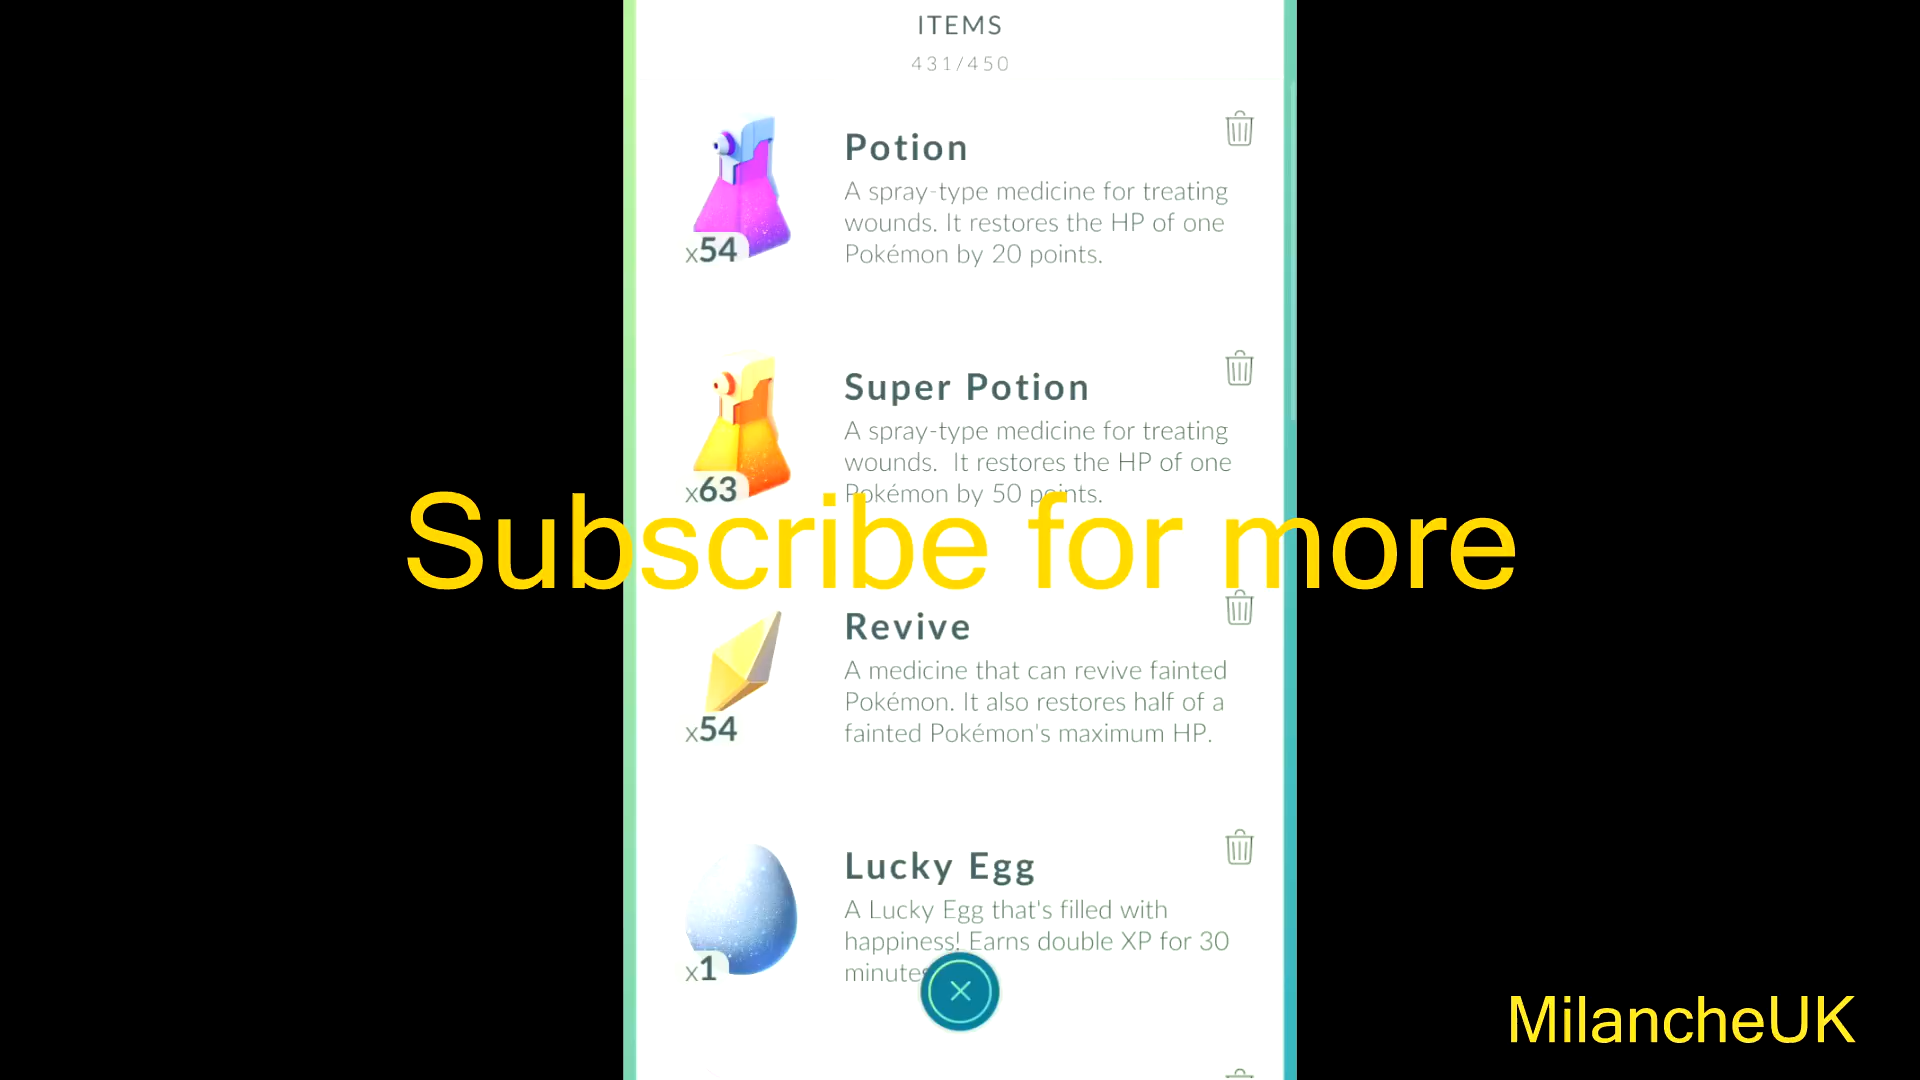 ITEMS
431/450
Potion
A spray-type medicine for treating
wounds. It restores the HP of one
Pokémon by 20 points.
x54
Super Potion
A spray-type medicine for treating
wounds.  It restores the HP of one
Pokémon by 50 points.
x63
Subscribe for more
Revive
A medicine that can revive fainted
Pokémon. It also restores half of a
fainted Pokémon's maximum HP.
x54
Lucky Egg
A Lucky Egg that's filled with
happiness! Earns double XP for 30
minutes
x1
MilancheUK